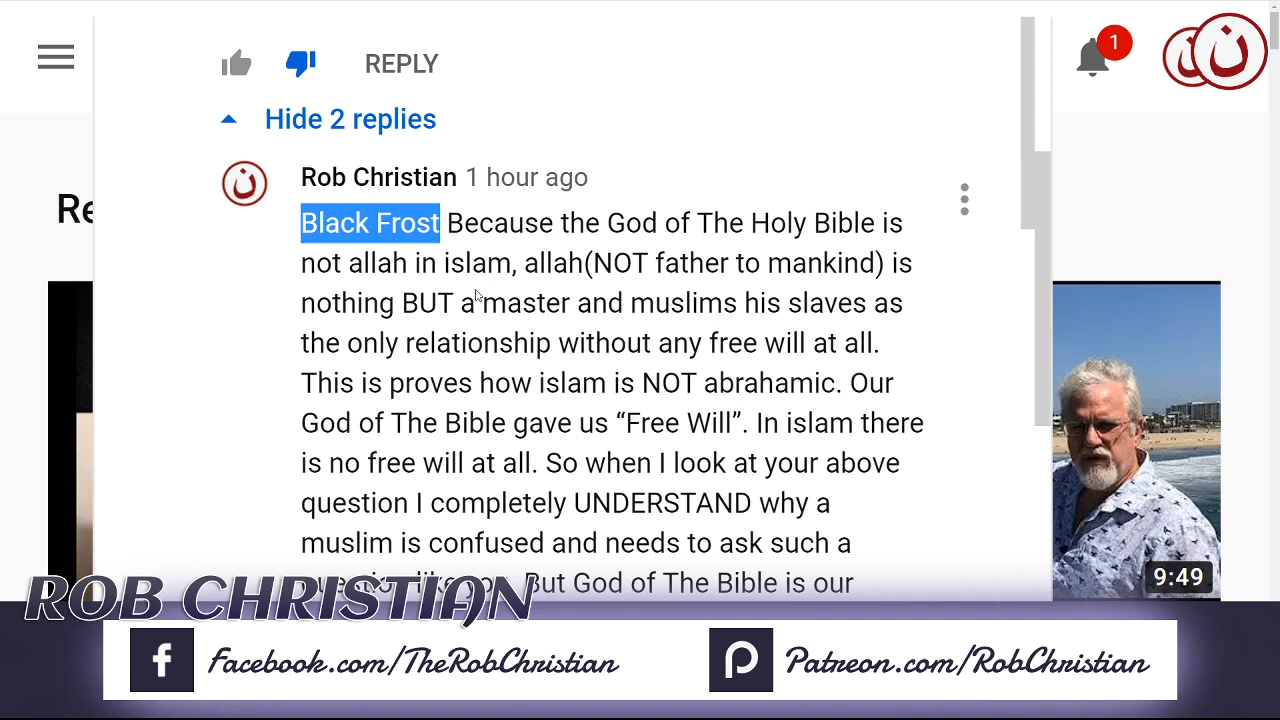 REPLY
1
Hide 2 replies
Rob Christian 1 hour ago
Re
Black Frost Because the God of The Holy Bible is
not allah in islam, allah(NOT father to mankind) is
nothing BUT a master and muslims his slaves as
the only relationship without any free will at all.
This is proves how islam is NOT abrahamic. Our
God of The Bible gave us “Free Will”. In islam there
is no free will at all. So when I look at your above
question I completely UNDERSTAND why a
muslim is confused and needs to ask such a
But God of The Bible is our
9:49
ROB CHRISTIAN
Facebook.com/TheRobChristian
Patreon.com/RobChristian
ن
ن